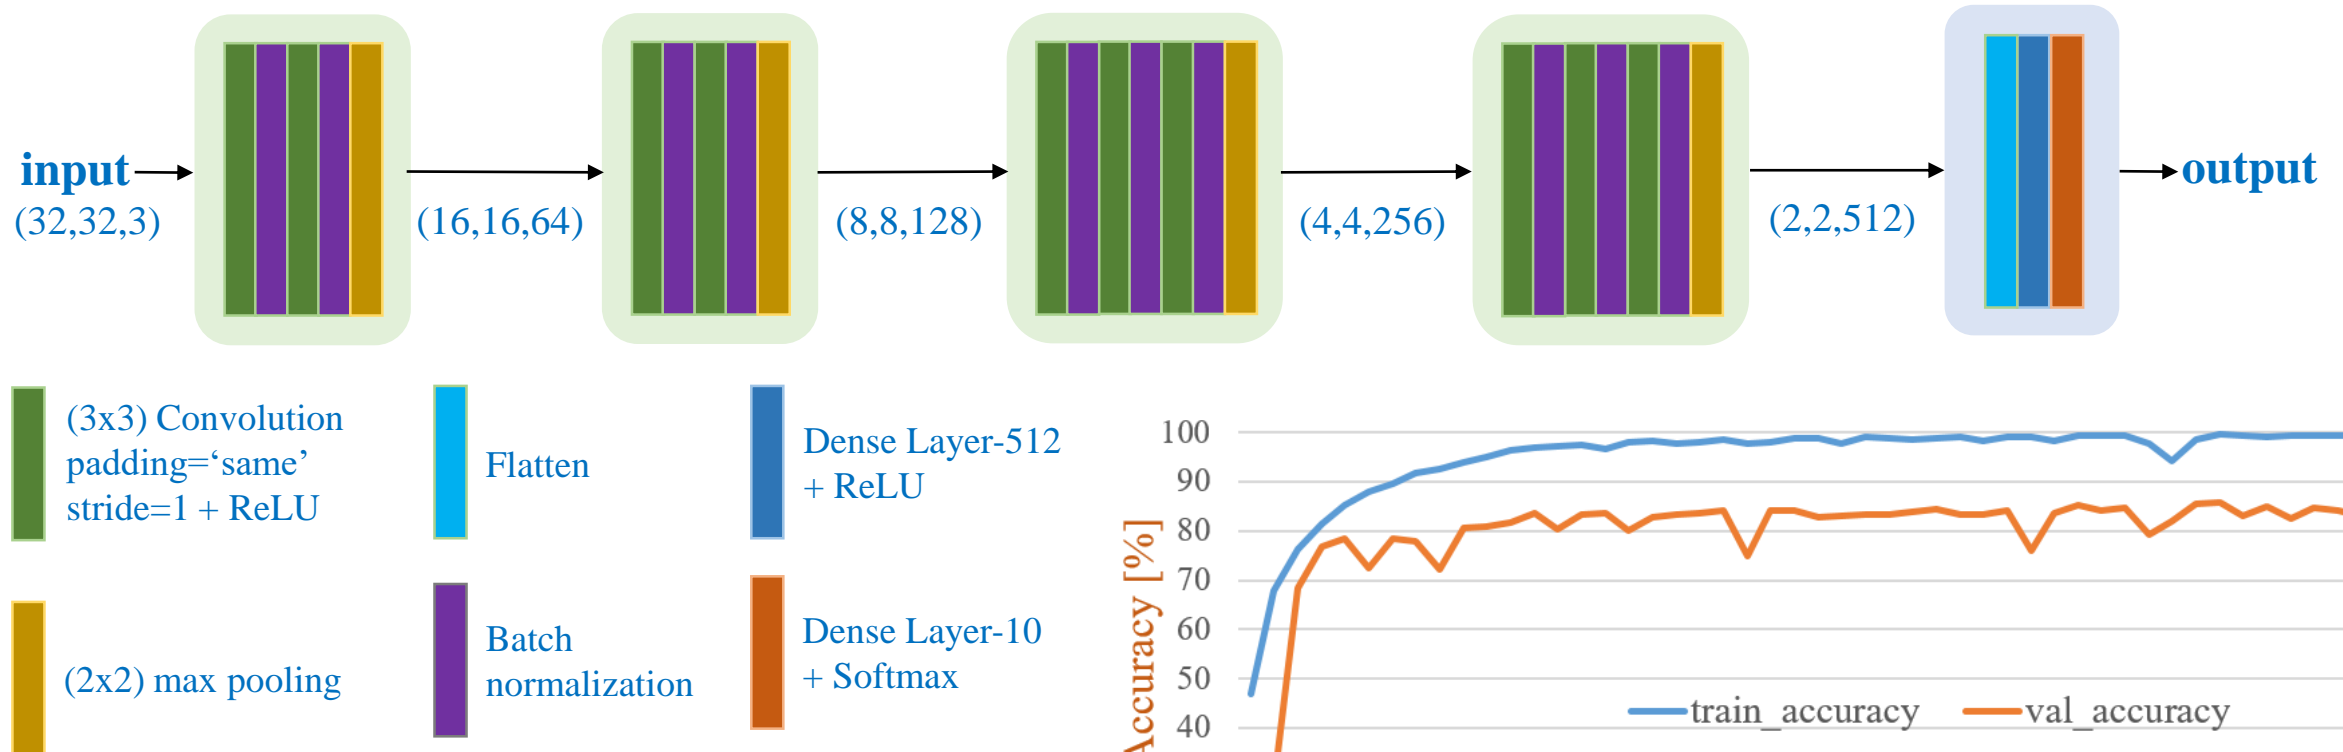 input
(32,32,3)
(16,16,64)
(8,8,128)
(4,4,256)
(2,2,512)
output
(3x3) Convolution
padding=‘same’
stride=1 + ReLU
Flatten
Dense Layer-512
+ ReLU
(2x2) max pooling
Batch
normalization
Dense Layer-10
+ Softmax
Accuracy [%]
100
90
80
70
60
50
40
train_accuracy
val_accuracy